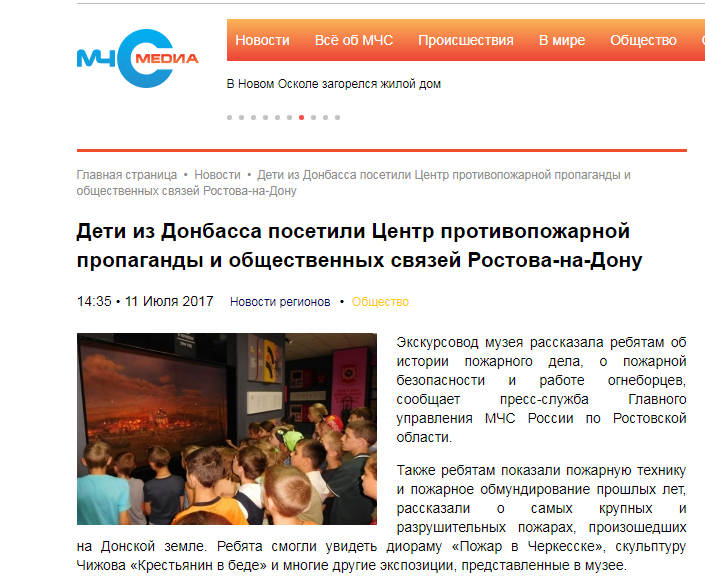 МЧС МЕДИА
Новости Всё об МЧС Происшествия В мире Общество
В Новом Осколе загорелся жилой дом
Главная страница • Новости • Дети из Донбасса посетили Центр противопожарной пропаганды и
общественных связей Ростова-на-Дону
Дети из Донбасса посетили Центр противопожарной
пропаганды и общественных связей Ростова-на-Дону
14:35 • 11 Июля 2017 Новости регионов • Общество
Экскурсовод музея рассказала ребятам об
истории пожарного дела, о пожарной
безопасности и работе огнеборцев,
сообщает пресс-служба Главного
управления МЧС России по Ростовской
области.
Также ребятам показали пожарную технику
и пожарное обмундирование прошлых лет,
рассказали о самых крупных и
разрушительных пожарах, произошедших
на Донской земле. Ребята смогли увидеть диораму «Пожар в Черкесске», скульптуру
Чижова «Крестьянин в беде» и многие другие экспозиции, представленные в музее.